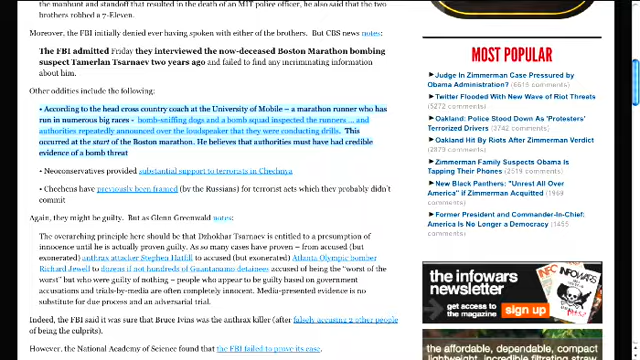 the manhunt and standoff that resulted in the death of an MIT police officer, he also said that the two
brothers robbed a 7-Eleven.
Moreover, the FBI initially denied ever having spoken with either of the brothers. But CBS news notes:
The FBI admitted Friday they interviewed the now-deceased Boston Marathon bombing
suspect Tamerlan Tsarnaev two years ago and failed to find any incriminating information
about him.
Other oddities include the following:
• According to the head cross country coach at the University of Mobile – a marathon runner who has
run in numerous big races - bomb-sniffing dogs and a bomb squad inspected the runners ... and
authorities repeatedly announced over the loudspeaker that they were conducting drills. This
occurred at the start of the Boston marathon. He believes that authorities must have had credible
evidence of a bomb threat
• Neoconservatives provided substantial support to terrorists in Chechnya
• Chechens have previously been framed (by the Russians) for terrorist acts which they probably didn't
commit
Again, they might be guilty. But as Glenn Greenwald notes:
The overarching principle here should be that Dzhokhar Tsarnaev is entitled to a presumption of
innocence until he is actually proven guilty. As so many cases have proven – from accused (but
exonerated) anthrax attacker Stephen Hatfill to accused (but exonerated) Atlanta Olympic bomber
Richard Jewell to dozens if not hundreds of Guantanamo detainees accused of being the "worst of the
worst" but who were guilty of nothing – people who appear to be guilty based on government
accusations and trials-by-media are often completely innocent. Media-presented evidence is no
substitute for due process and an adversarial trial.
Indeed, the FBI said it was sure that Bruce Ivins was the anthrax killer (after falsely accusing 2 other people
of being the culprits).
However, the National Academy of Science found that the FBI failed to prove its case.
MOST POPULAR
Judge In Zimmerman Case Pressured by
Obama Administration? (6619 comments)
Twitter Flooded With New Wave of Riot Threats
(5272 comments)
Oakland: Police Stood Down As 'Protesters'
Terrorized Drivers (3742 comments)
Oakland Hit By Riots After Zimmerman Verdict
(2879 comments)
Zimmerman Family Suspects Obama Is
Tapping Their Phones (2519 comments)
New Black Panthers: "Unrest All Over
America" if Zimmerman Acquitted (1969
comments)
Former President and Commander-In-Chief:
America Is No Longer a Democracy (1455
comments)
the infowars
newsletter
get access to
the magazine
sign up
INFOWARS
the affordable, dependable, compact
lightweight, incredible filtration straw